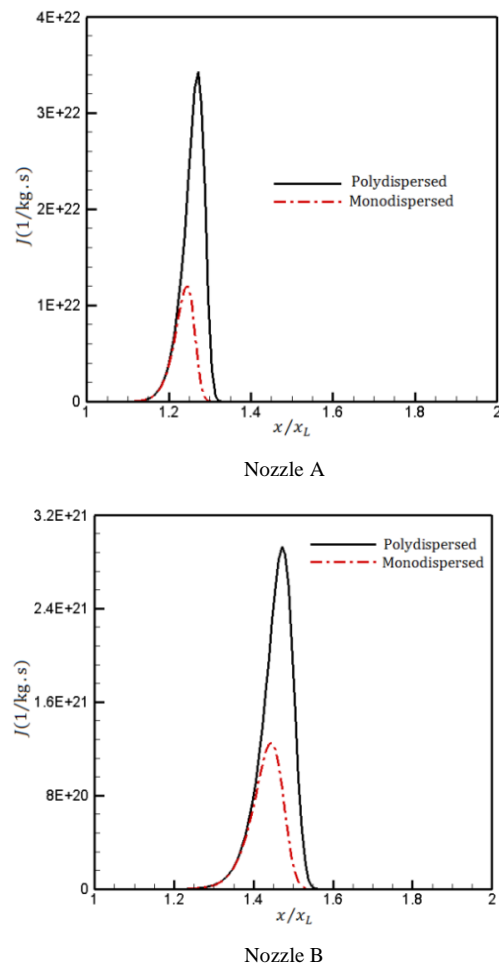 4E+22
3E+22
2E+22
1E+22
0
J(1/kg.s)
Polydispersed
Monodispersed
1 1.2 1.4 1.6 1.8 2
x/x_L
Nozzle A
3.2E+21
2.4E+21
1.6E+21
8E+20
0
J(1/kg.s)
Polydispersed
Monodispersed
1 1.2 1.4 1.6 1.8 2
x/x_L
Nozzle B